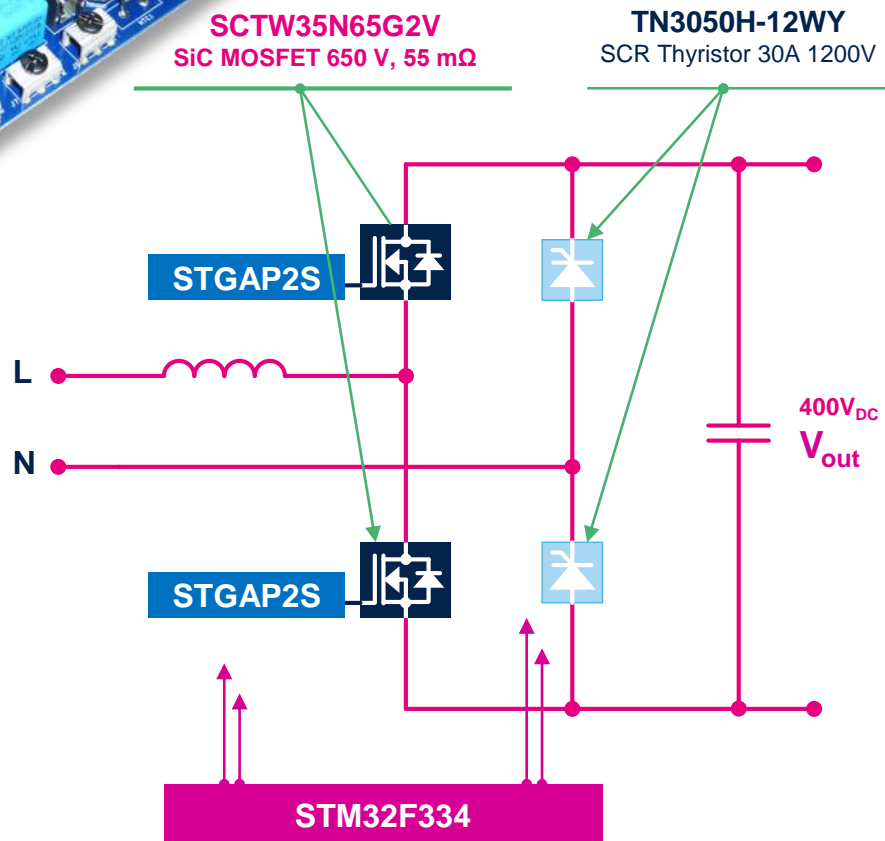 SCTW35N65G2V
SiC MOSFET 650 V, 55 mΩ
TN3050H-12WY
SCR Thyristor 30A 1200V
STGAP2S
L
400VDC
Vout
N
STGAP2S
STM32F334